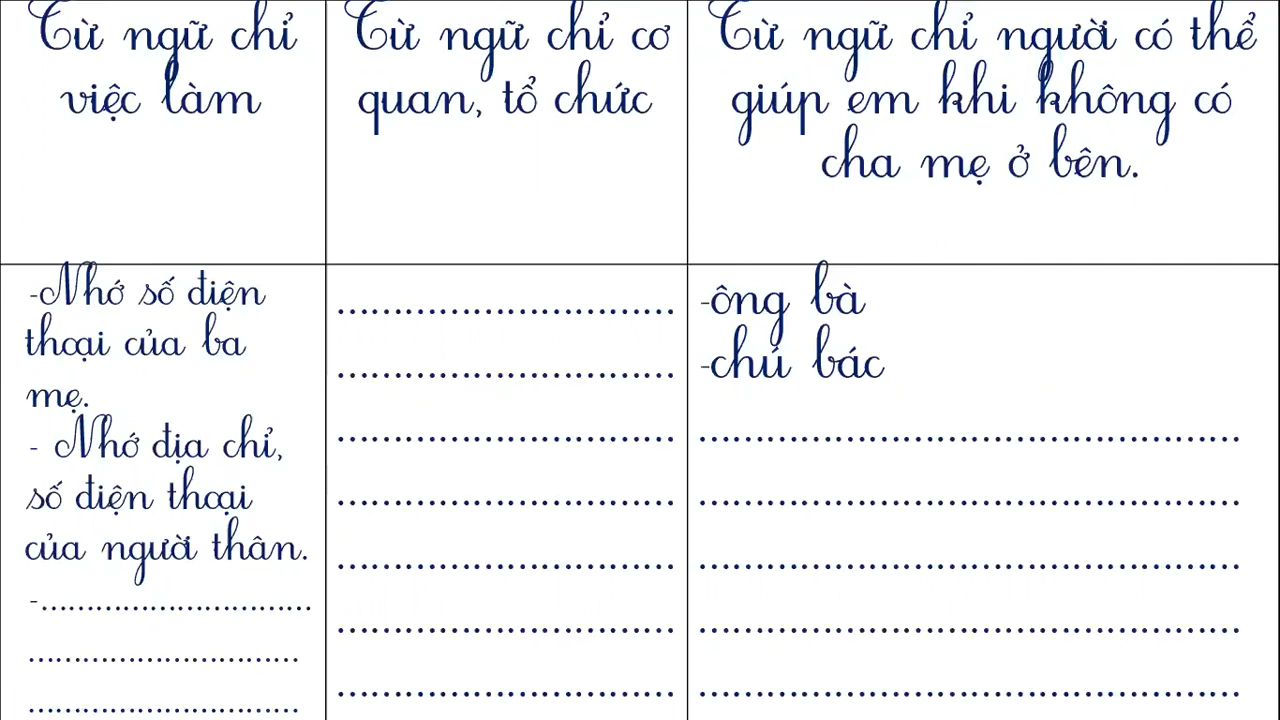 Từ ngữ chỉ
việc làm
Từ ngữ chỉ cơ
quan, tổ chức
Từ ngữ chỉ người có thể
giúp em khi không có
cha mẹ ở bên.
-Nhớ số điện
thoại của ba
mẹ.
- Nhớ địa chỉ,
số điện thoại
của người thân.
-..............................
..............................
..............................
..............................
..............................
..............................
..............................
..............................
..............................
..............................
-ông bà
-chú bác
................................................
................................................
................................................
................................................
................................................